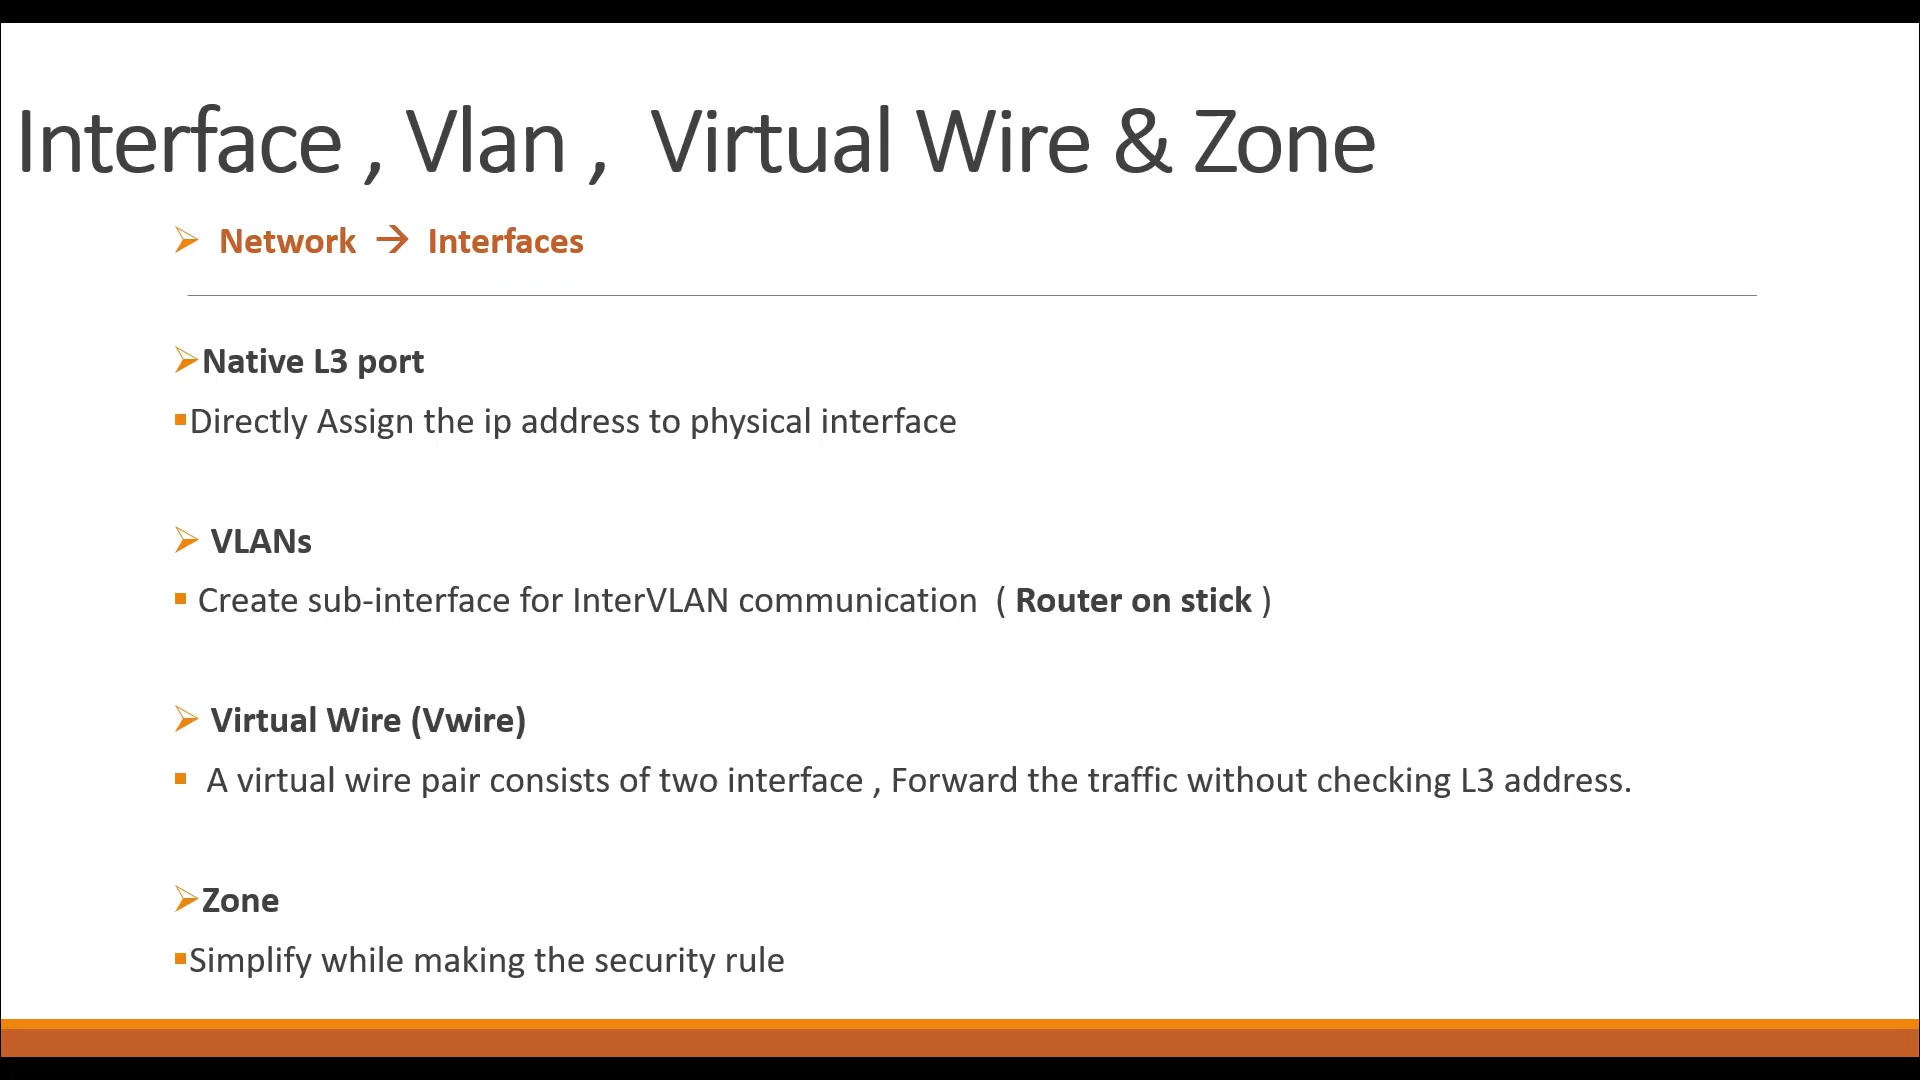 Interface , Vlan , Virtual Wire & Zone
➢ Network → Interfaces
➢Native L3 port
▪Directly Assign the ip address to physical interface
➢ VLANs
▪ Create sub-interface for InterVLAN communication ( Router on stick )
➢ Virtual Wire (Vwire)
▪ A virtual wire pair consists of two interface , Forward the traffic without checking L3 address.
➢Zone
▪Simplify while making the security rule